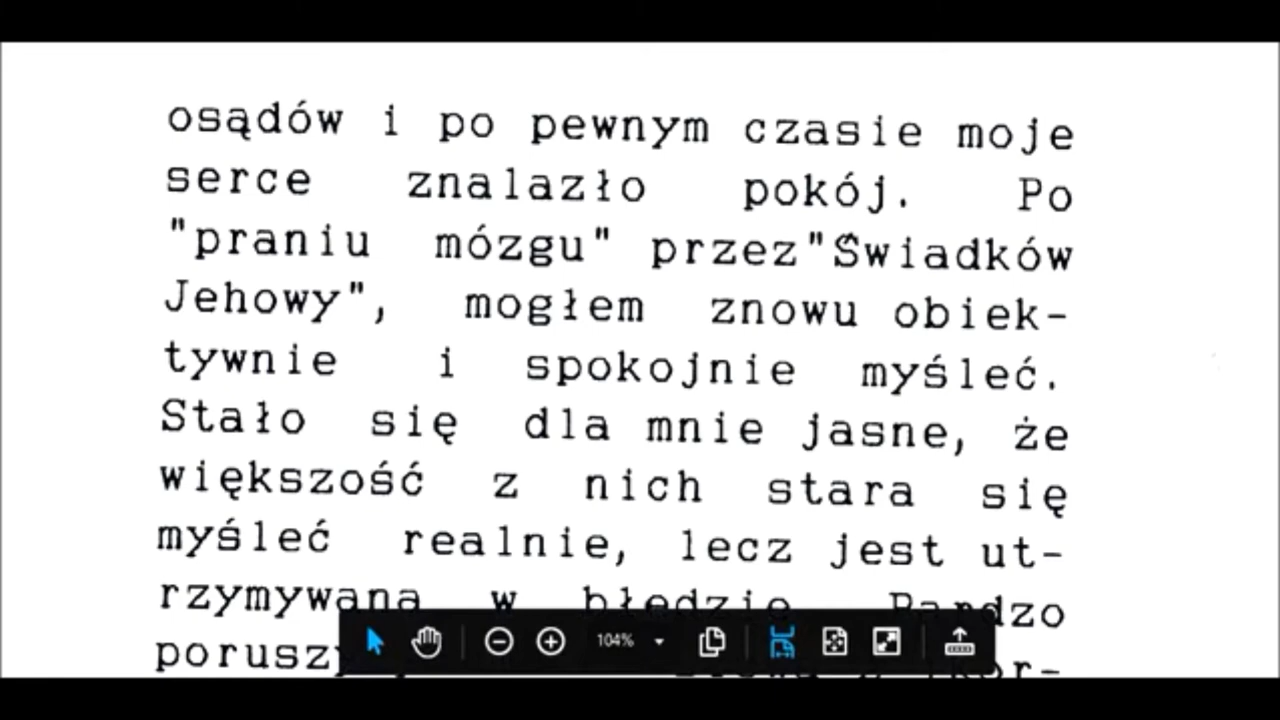 osądów i po pewnym czasie moje
serce znalazło pokój. Po
"praniu mózgu" przez"Świadków
Jehowy", mogłem znowu obiek-
tywnie i spokojnie myśleć.
Stało się dla mnie jasne, że
większość z nich stara się
myśleć realnie, lecz jest ut-
rzymywana w błędzie. Bardzo
104%